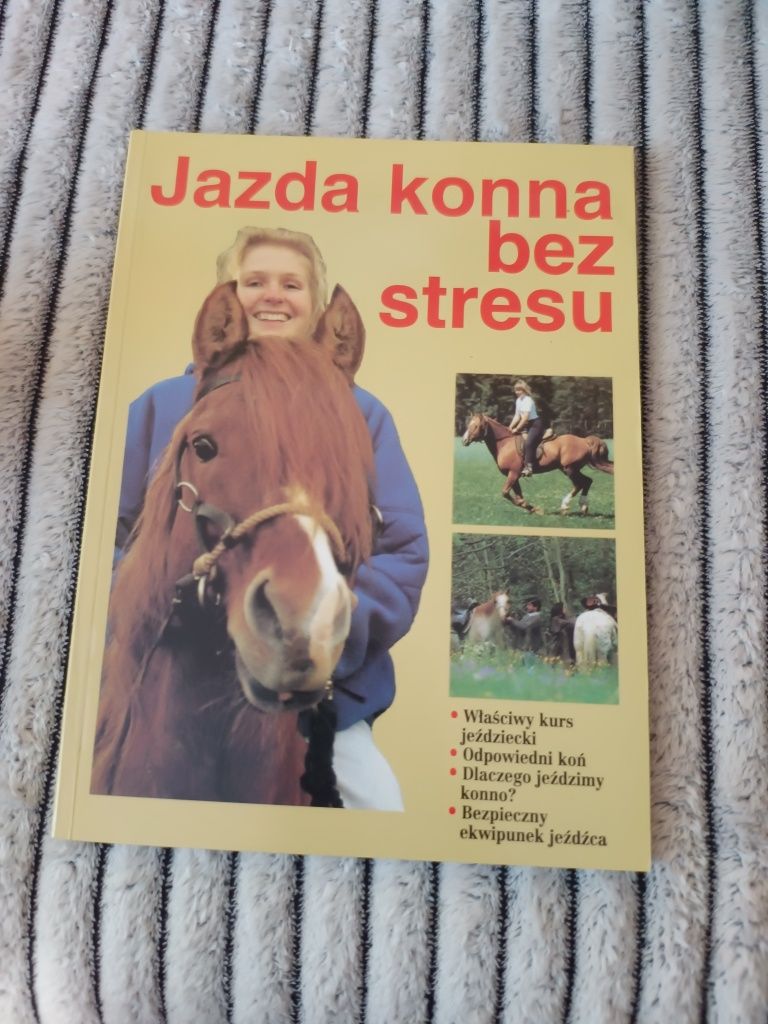 Jazda konna
bez
stresu
• Właściwy kurs
jeździecki
• Odpowiedni koń
• Dlaczego jeździmy
konno?
• Bezpieczny
ekwipunek jeźdźca